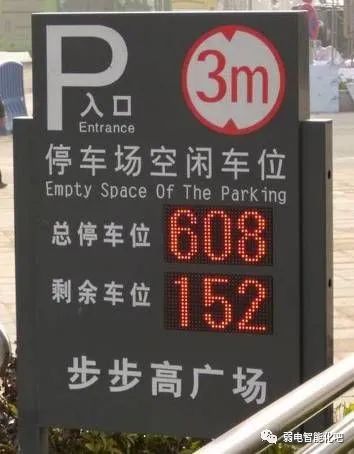 P
入口
Entrance
3m
停车场空闲车位
Empty Space Of The Parking
总停车位 608
剩余车位 152
步步高广场
弱电智能化吧